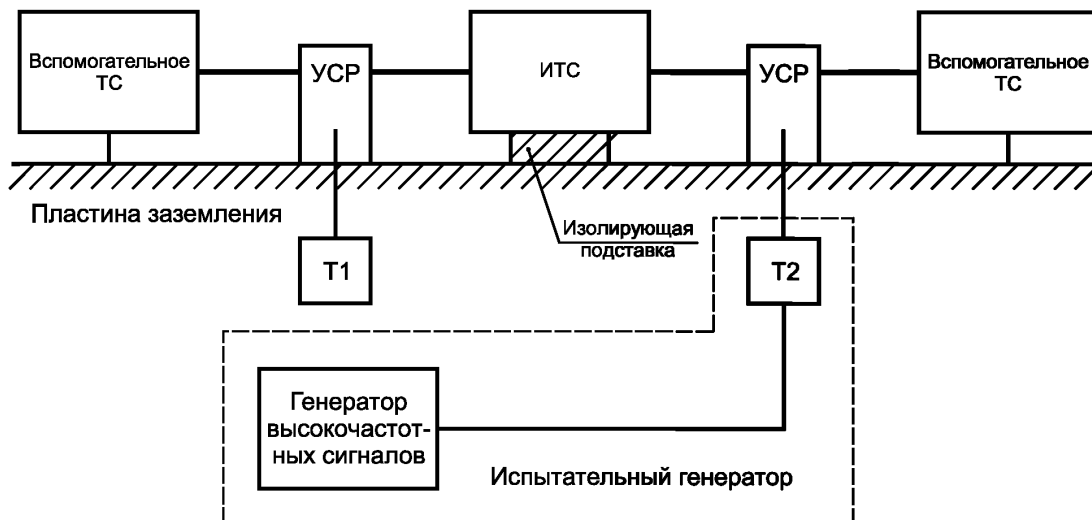 Вспомогательное
ТС
УСР
ИТС
УСР
Вспомогательное
ТС
Пластина заземления
Изолирующая
подставка
Т1
Т2
Генератор
высокочастот-
ных сигналов
Испытательный генератор